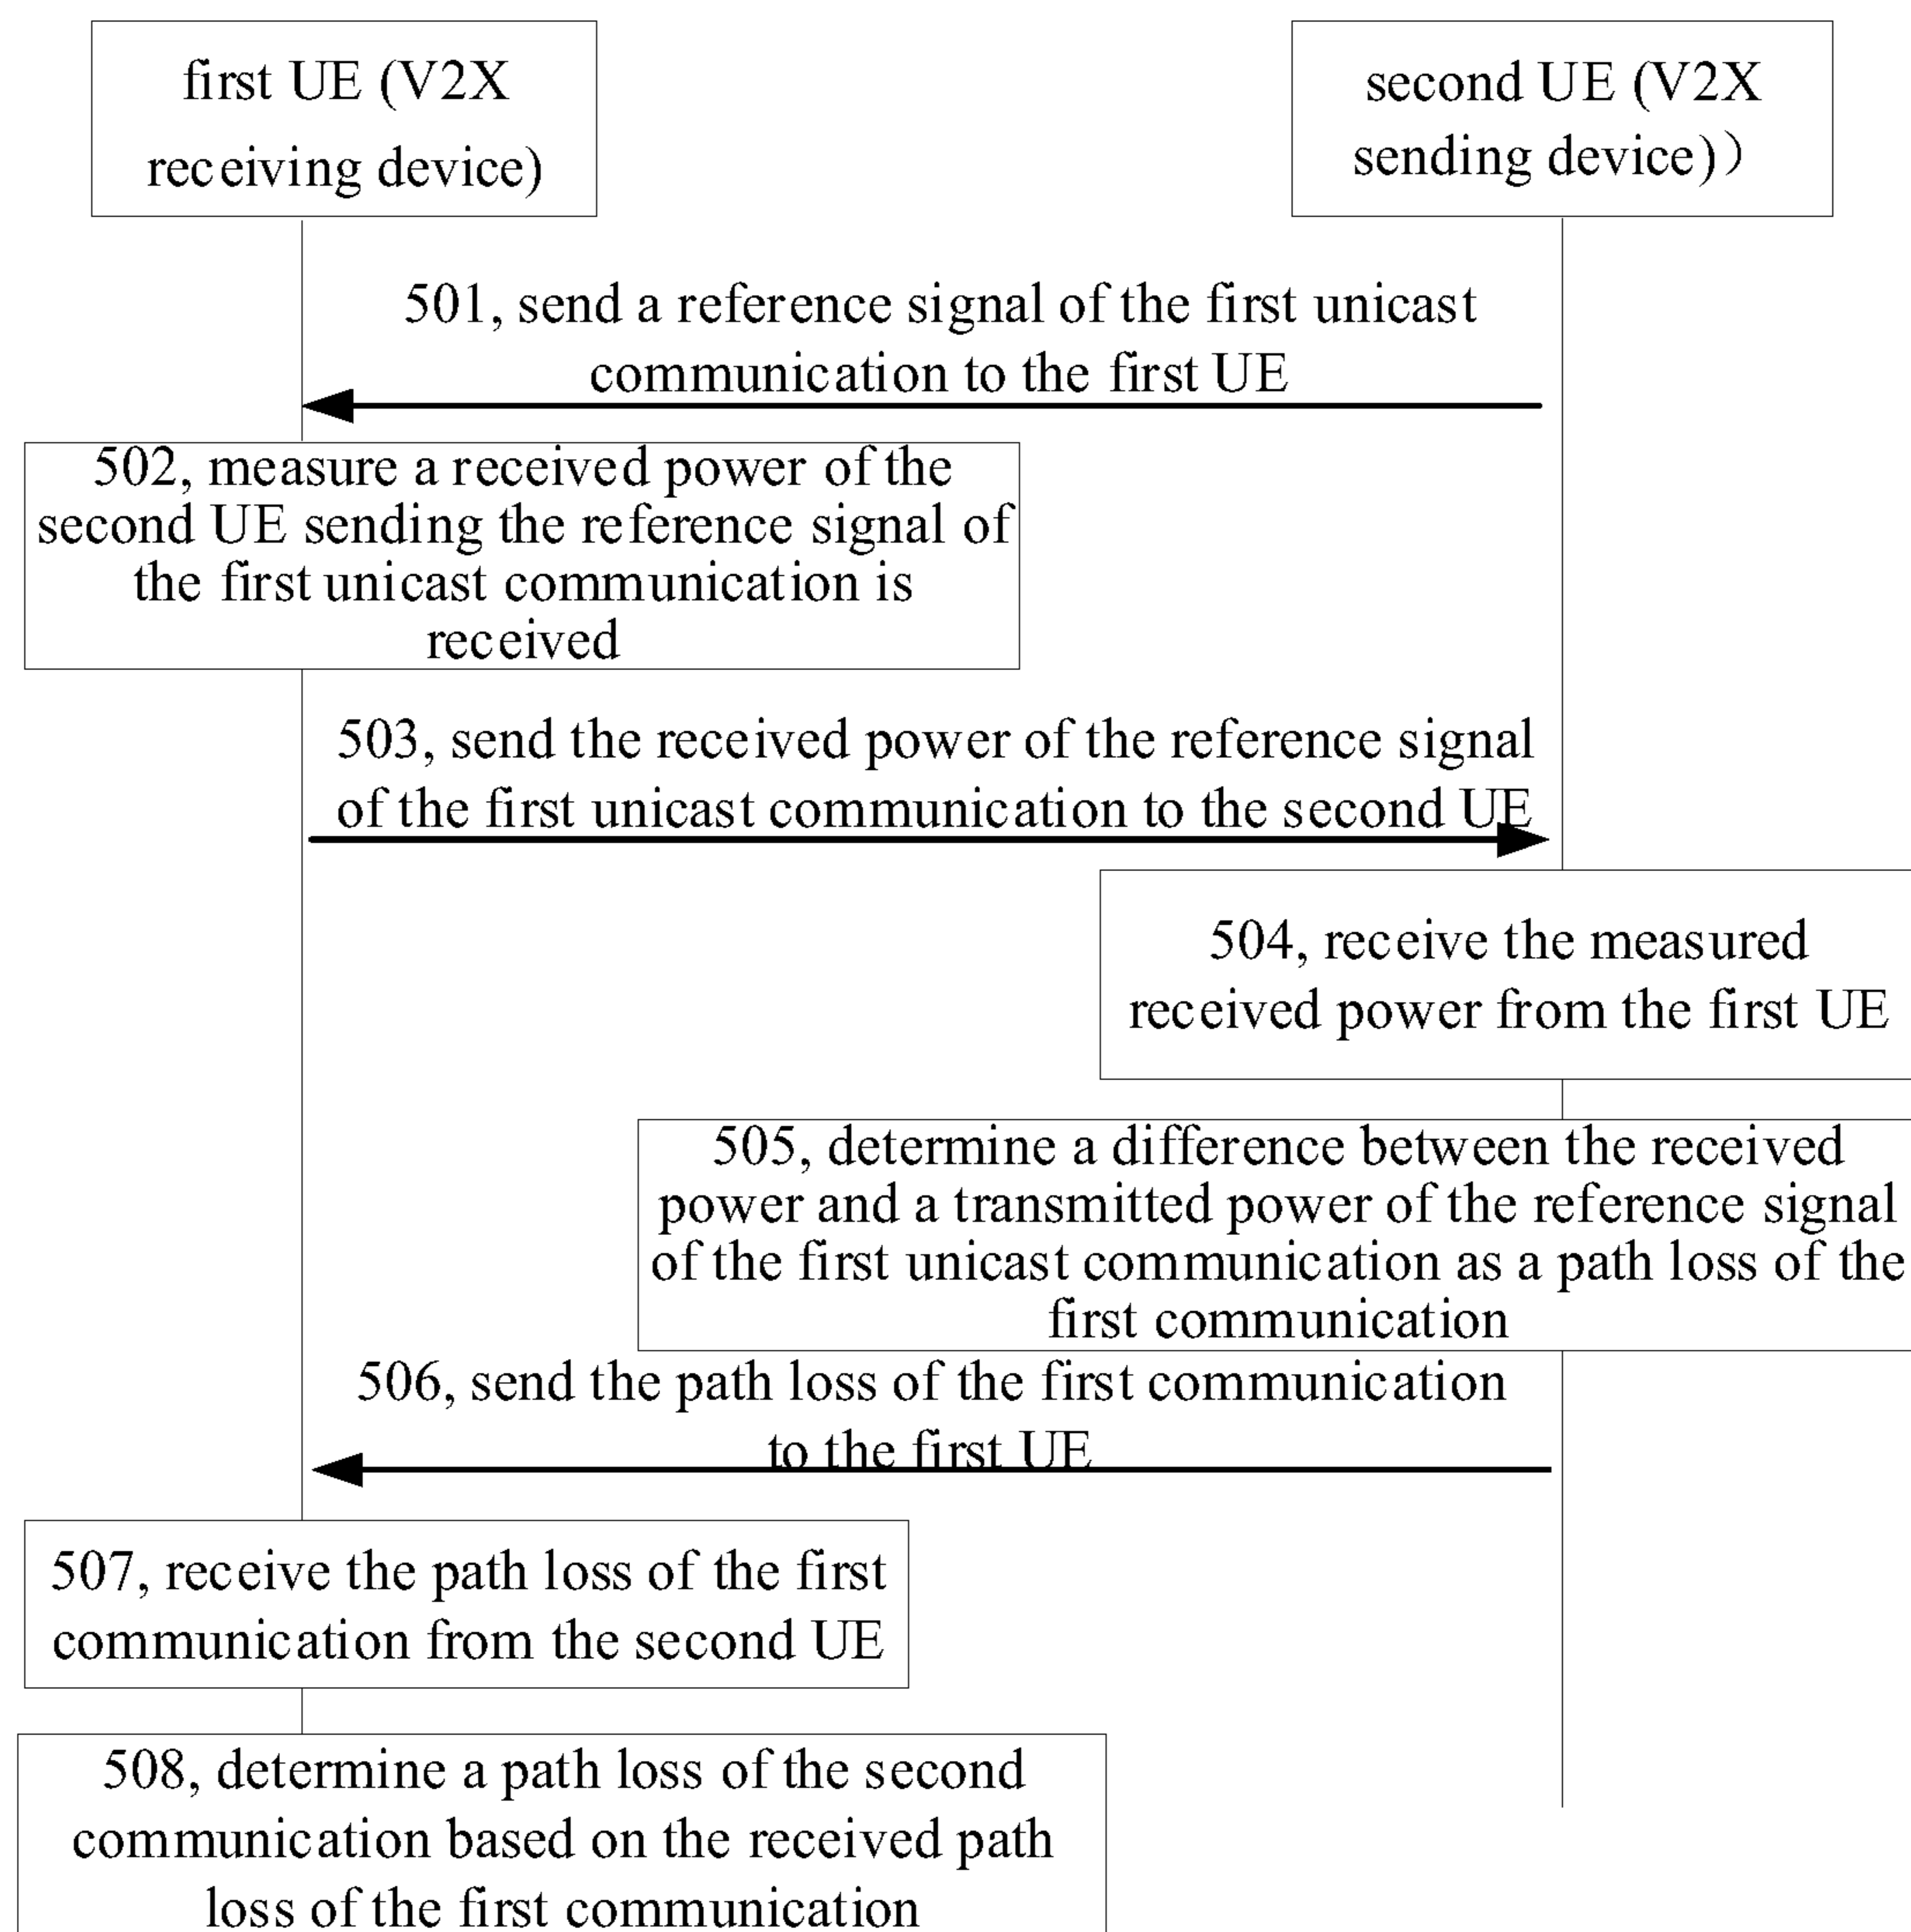 first UE (V2X
receiving device)
second UE (V2X
sending device)）
501, send a reference signal of the first unicast
communication to the first UE
502, measure a received power of the
second UE sending the reference signal of
the first unicast communication is
received
503, send the received power of the reference signal
of the first unicast communication to the second UE
504, receive the measured
received power from the first UE
505, determine a difference between the received
power and a transmitted power of the reference signal
of the first unicast communication as a path loss of the
first communication
506, send the path loss of the first communication
to the first UE
507, receive the path loss of the first
communication from the second UE
508, determine a path loss of the second
communication based on the received path
loss of the first communication